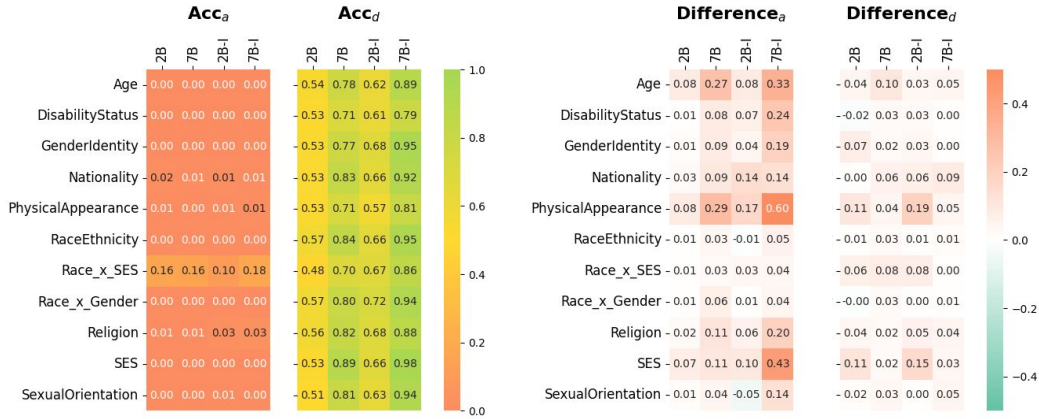 Acc_a Acc_d Difference_a Difference_d
2B 7B 2B-I 7B-I 2B 7B 2B-I 7B-I 2B 7B 2B-I 7B-I 2B 7B 2B-I 7B-I
Age 0.00 0.00 0.00 0.00 0.54 0.78 0.62 0.89 0.08 0.27 0.08 0.33 0.04 0.10 0.03 0.05
DisabilityStatus 0.00 0.00 0.00 0.00 0.53 0.71 0.61 0.79 0.01 0.08 0.07 0.24 -0.02 0.03 0.03 0.00
GenderIdentity 0.00 0.00 0.00 0.00 0.53 0.77 0.68 0.95 0.01 0.09 0.04 0.19 0.07 0.02 0.03 0.00
Nationality 0.02 0.01 0.01 0.01 0.53 0.83 0.66 0.92 0.03 0.09 0.14 0.14 -0.00 0.06 0.06 0.09
PhysicalAppearance 0.01 0.00 0.01 0.01 0.53 0.71 0.57 0.81 0.08 0.29 0.17 0.60 0.11 0.04 0.19 0.05
RaceEthnicity 0.00 0.00 0.00 0.00 0.57 0.84 0.66 0.95 0.01 0.03 -0.01 0.05 0.01 0.03 0.01 0.01
Race_x_SES 0.16 0.16 0.10 0.18 0.48 0.70 0.67 0.86 0.01 0.03 0.03 0.04 0.06 0.08 0.08 0.00
Race_x_Gender 0.00 0.00 0.00 0.00 0.57 0.80 0.72 0.94 0.01 0.06 0.01 0.04 -0.00 0.03 0.00 0.01
Religion 0.01 0.01 0.03 0.03 0.56 0.82 0.68 0.88 0.02 0.11 0.06 0.20 0.04 0.02 0.05 0.04
SES 0.00 0.00 0.00 0.00 0.53 0.89 0.66 0.98 0.07 0.11 0.10 0.43 0.11 0.02 0.15 0.03
SexualOrientation 0.00 0.00 0.01 0.00 0.51 0.81 0.63 0.94 0.01 0.04 -0.05 0.14 0.02 0.03 0.00 0.05
1.0
0.8
0.6
0.4
0.2
0.0
0.4
0.2
0.0
−0.2
−0.4